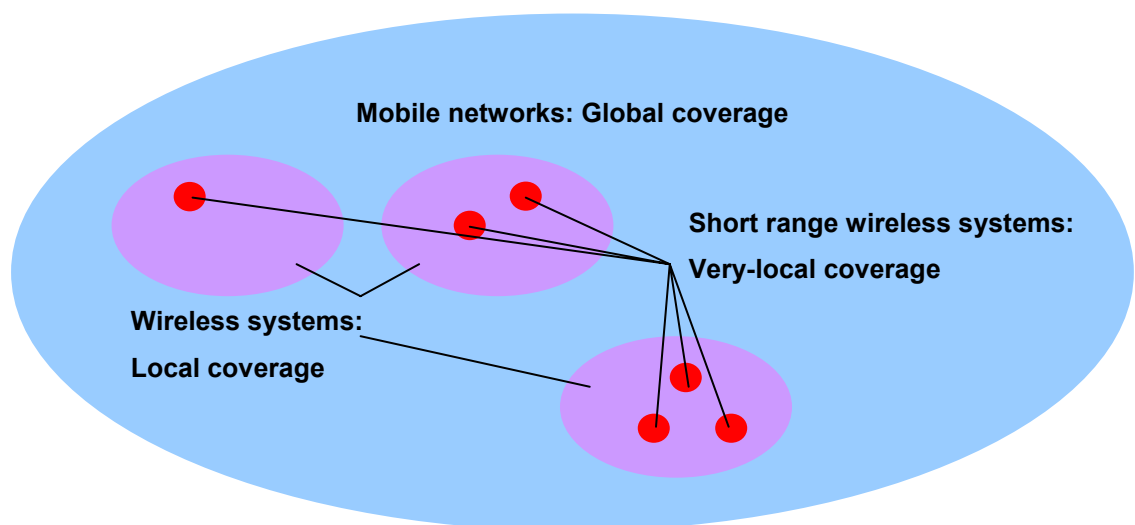 Mobile networks: Global coverage
Short range wireless systems:
Very-local coverage
Wireless systems:
Local coverage